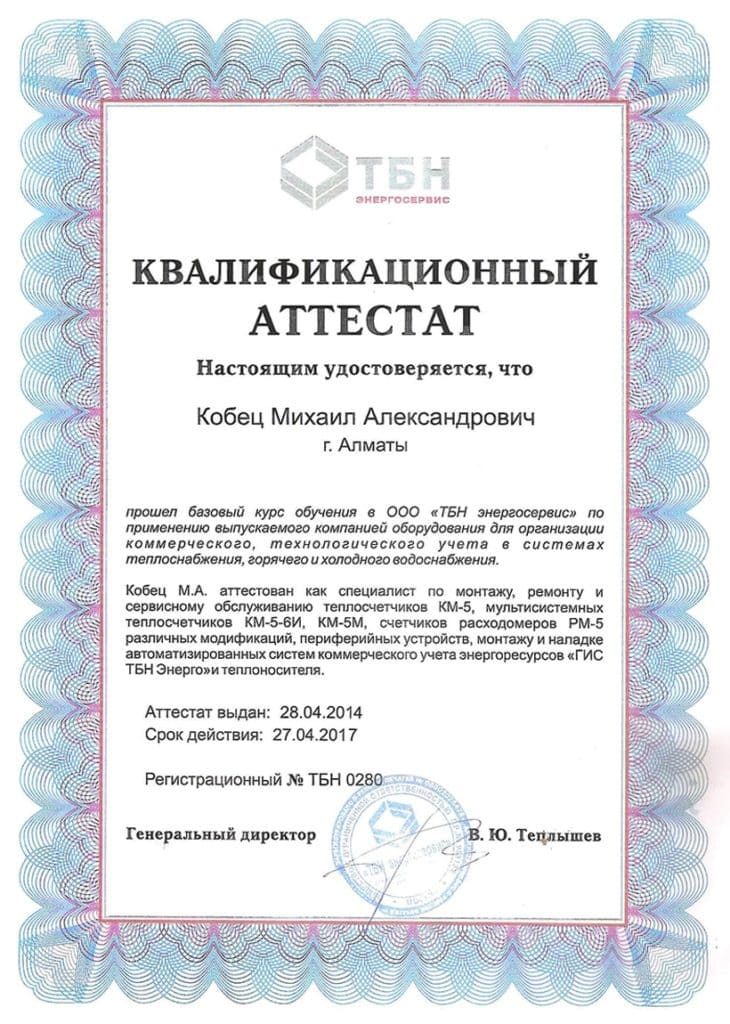 ТБН
ЭНЕРГОСЕРВИС
КВАЛИФИКАЦИОННЫЙ
АТТЕСТАТ
Настоящим удостоверяется, что
Кобец Михаил Александрович
г. Алматы
прошел базовый курс обучения в ООО «ТБН энергосервис» по
применению выпускаемого компанией оборудования для организации
коммерческого, технологического учета в системах
теплоснабжения, горячего и холодного водоснабжения.
Кобец М.А. аттестован как специалист по монтажу, ремонту и
сервисному обслуживанию теплосчетчиков КМ-5, мультисистемных
теплосчетчиков КМ-5-6И, КМ-5М, счетчиков расходомеров РМ-5
различных модификаций, периферийных устройств, монтажу и наладке
автоматизированных систем коммерческого учета энергоресурсов «ГИС
ТБН Энерго»и теплоносителя.
Аттестат выдан: 28.04.2014
Срок действия: 27.04.2017
Регистрационный № ТБН 0280
Генеральный директор
В. Ю. Теплышев
«ТБН энергосервис»